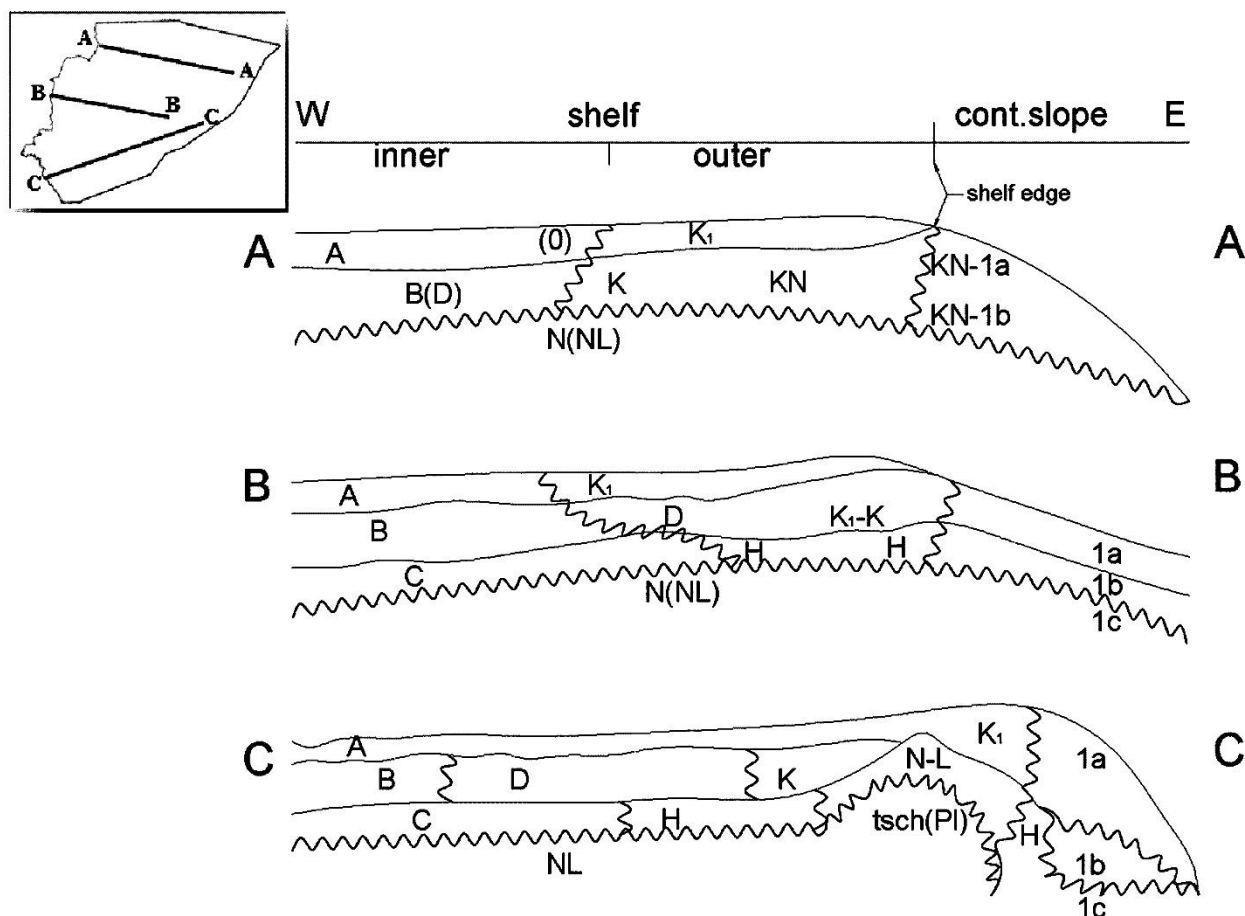 A
A
B
B
C
C
W shelf cont.slope E
inner outer
shelf edge
A A (0) K₁ A
B(D) K KN KN-1a
KN-1b
N(NL)
B A K₁ B
B D K₁-K
C H H 1a
N(NL) 1b
1c
C A K₁ C
B D K N-L 1a
C H tsch(Pl) H
NL 1b
1c